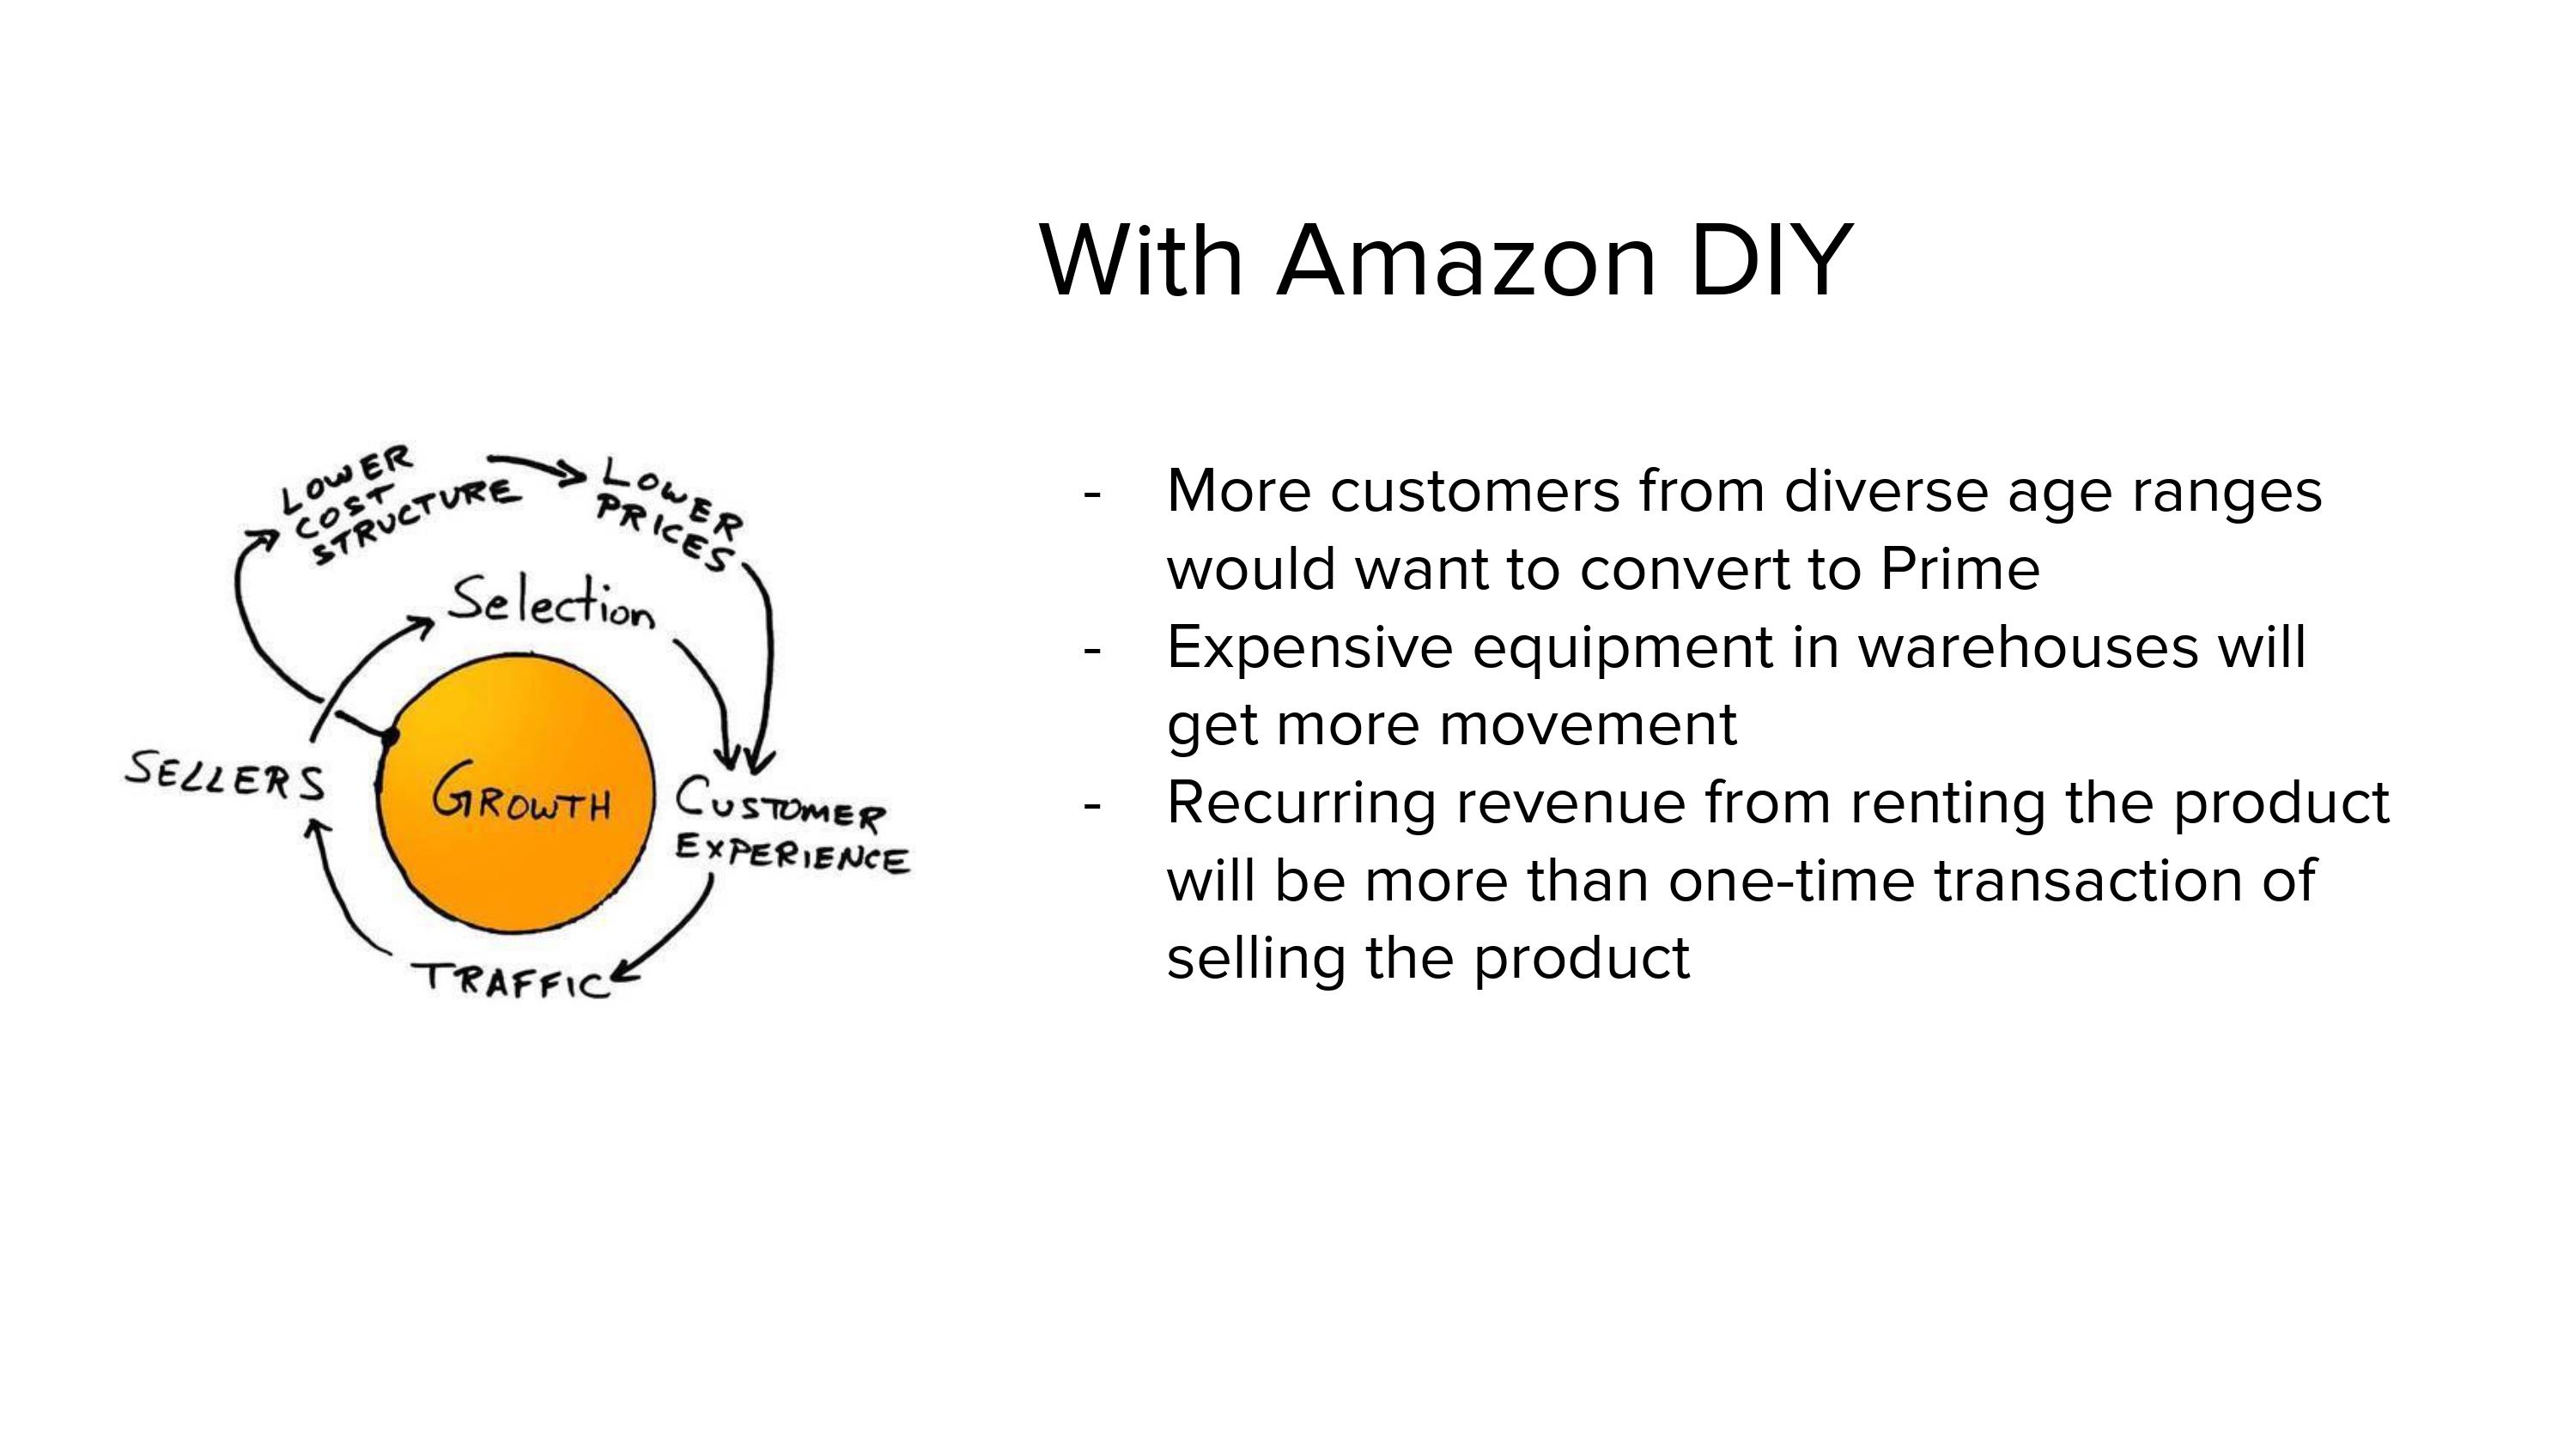 With Amazon DIY
LOWER
COST
STRUCTURE
LOWER
PRICES
Selection
SELLERS
GROWTH
CUSTOMER
EXPERIENCE
TRAFFIC
- More customers from diverse age ranges
would want to convert to Prime
- Expensive equipment in warehouses will
get more movement
- Recurring revenue from renting the product
will be more than one-time transaction of
selling the product